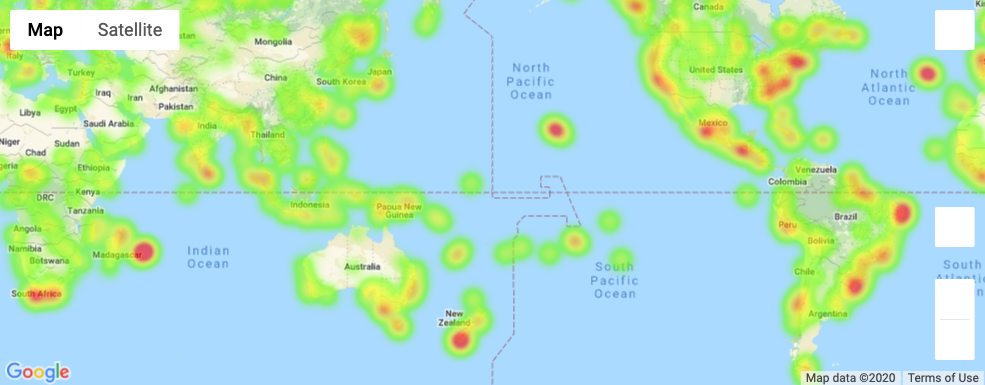 Map
Satellite
Canada
Italy
Mongolia
Turkey
China
South Korea
Japan
North
Pacific
Ocean
United States
North
Atlantic
Ocean
Iraq
Iran
Afghanistan
Pakistan
Libya
Egypt
Saudi Arabia
India
Thailand
Mexico
Niger
Chad
Sudan
Ethiopia
Venezuela
Colombia
DRC
Kenya
Tanzania
Indonesia
Papua New
Guinea
Brazil
Peru
Angola
Namibia
Botswana
Madagascar
Indian
Ocean
Australia
Bolivia
South
Pacific
Ocean
South
Atlantic
Chile
South Africa
New
Zealand
Argentina
Google
Map data ©2020
Terms of Use